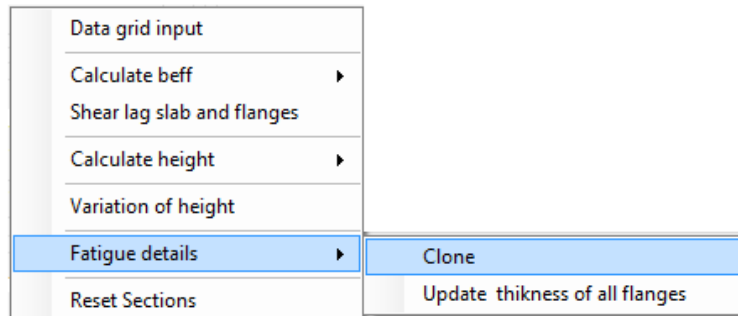 Data grid input
Calculate beff
Shear lag slab and flanges
Calculate height
Variation of height
Fatigue details
Clone
Reset Sections
Update thikness of all flanges